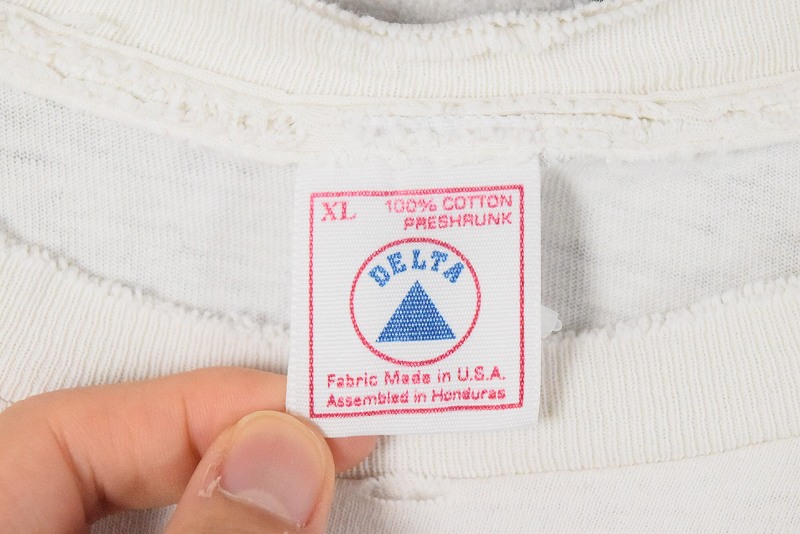 XL 100% COTTON
PRESHRUNK
DELTA
Fabric Made in U.S.A.
Assembled in Honduras